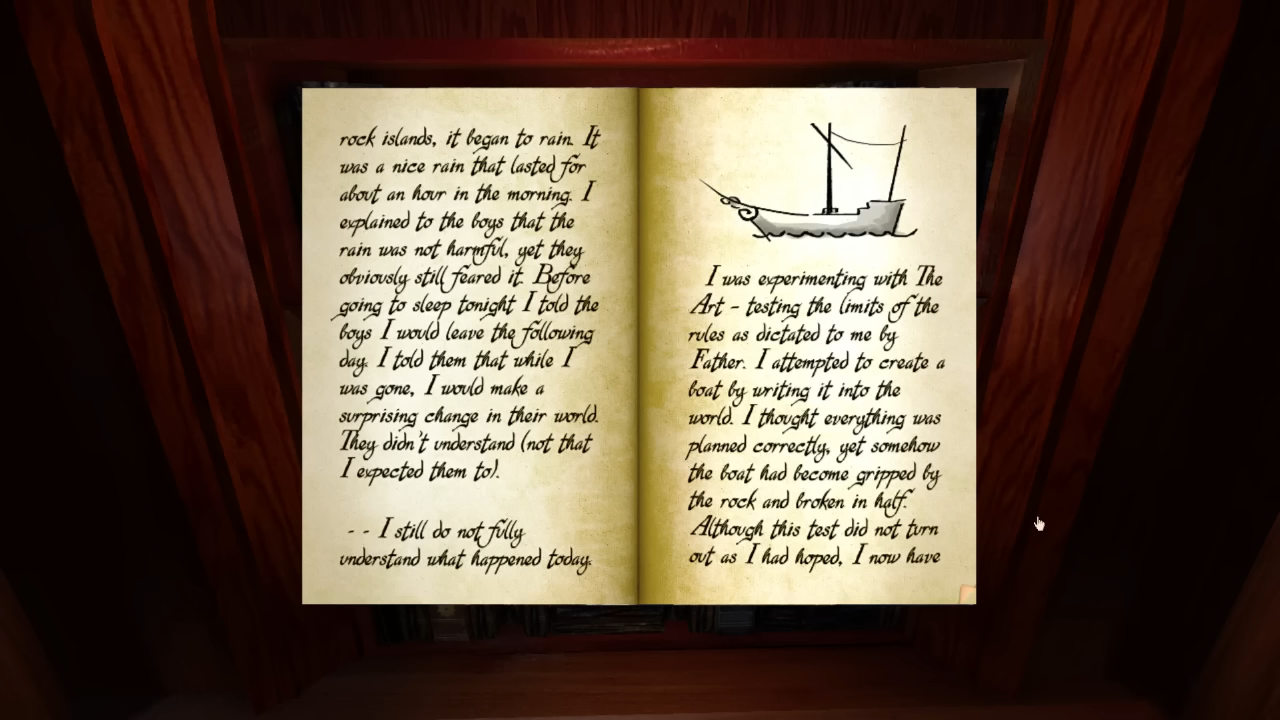 rock islands, it began to rain. It
was a nice rain that lasted for
about an hour in the morning. I
explained to the boys that the
rain was not harmful, yet they
obviously still feared it. Before
going to sleep tonight I told the
boys I would leave the following
day. I told them that while I
was gone, I would make a
surprising change in their world.
They didn't understand (not that
I expected them to).
-- I still do not fully
understand what happened today.
I was experimenting with The
Art - testing the limits of the
rules as dictated to me by
Father. I attempted to create a
boat by writing it into the
world. I thought everything was
planned correctly, yet somehow
the boat had become gripped by
the rock and broken in half.
Although this test did not turn
out as I had hoped, I now have